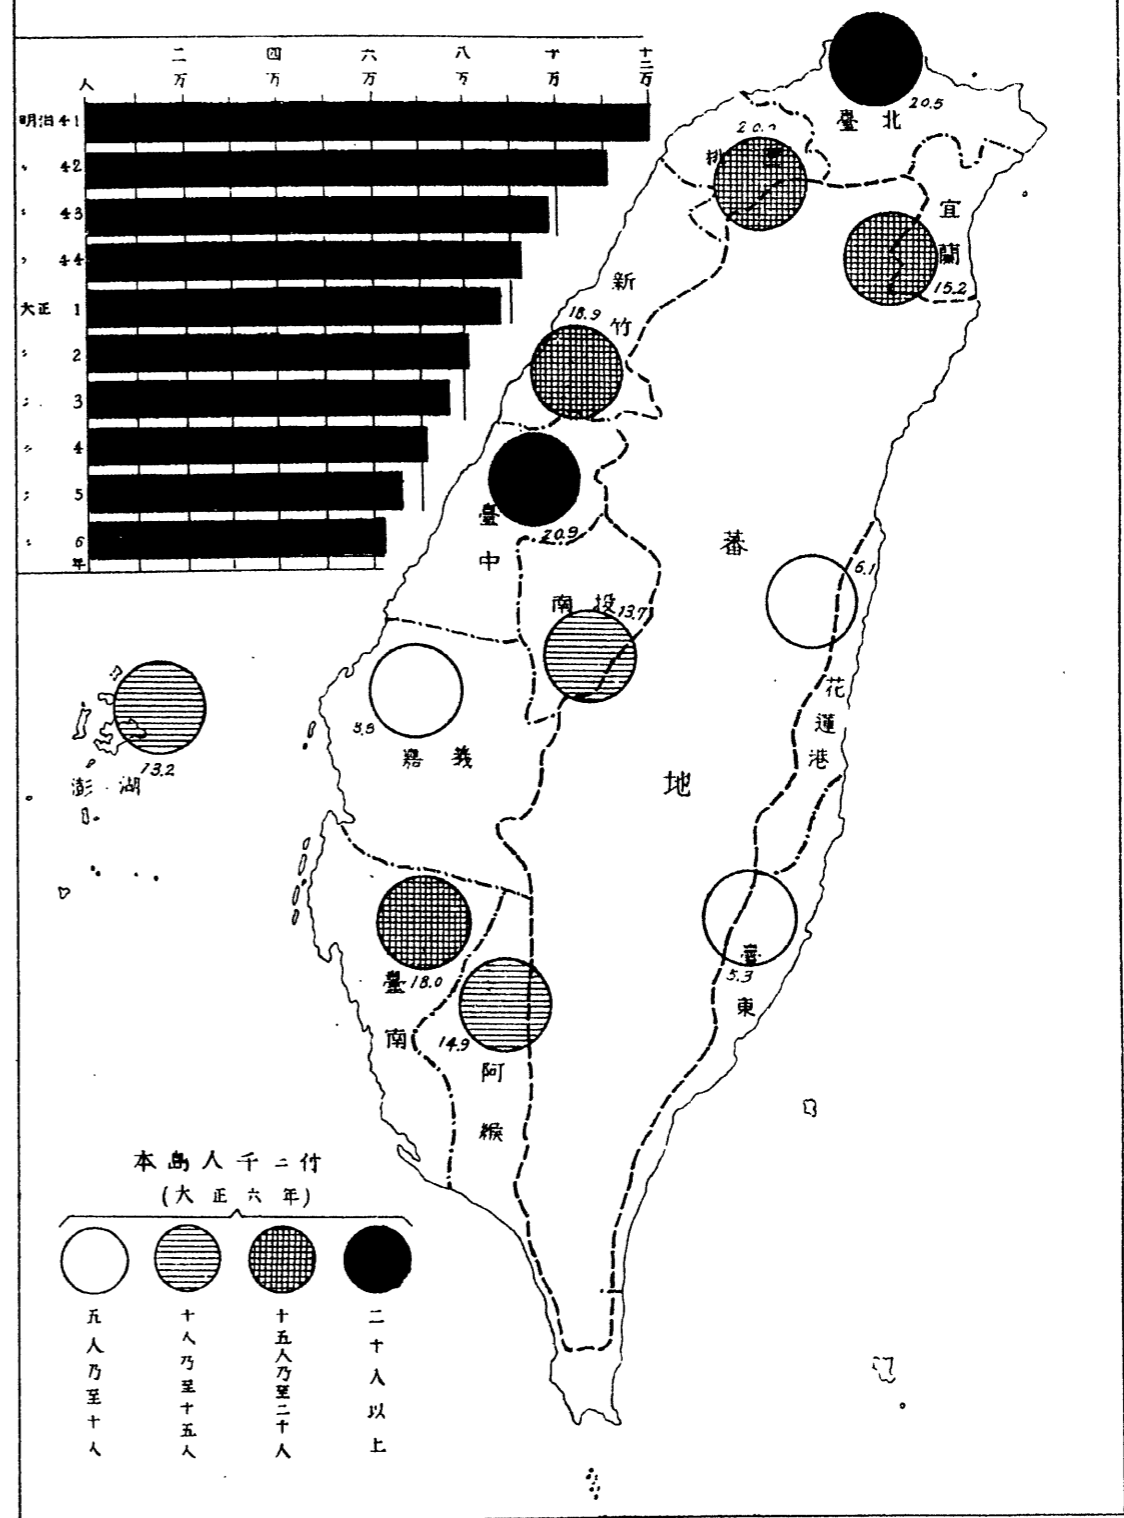 人 二万 四万 六万 八万 十万 十二万
明治41
〃 42
〃 43
〃 44
大正 1
〃 2
〃 3
〃 4
〃 5
〃 6年
20.5
臺北
桃園
宜蘭
15.2
新竹
18.9
臺中
20.9
蕃地
6.1
南投
13.7
花蓮港
嘉義
澎湖
13.2
臺南
18.0
臺東
5.3
14.9
阿緱
本島人千ニ付
(大正六年)
五人乃至十人
十人乃至十五人
十五人乃至二十人
二十人以上